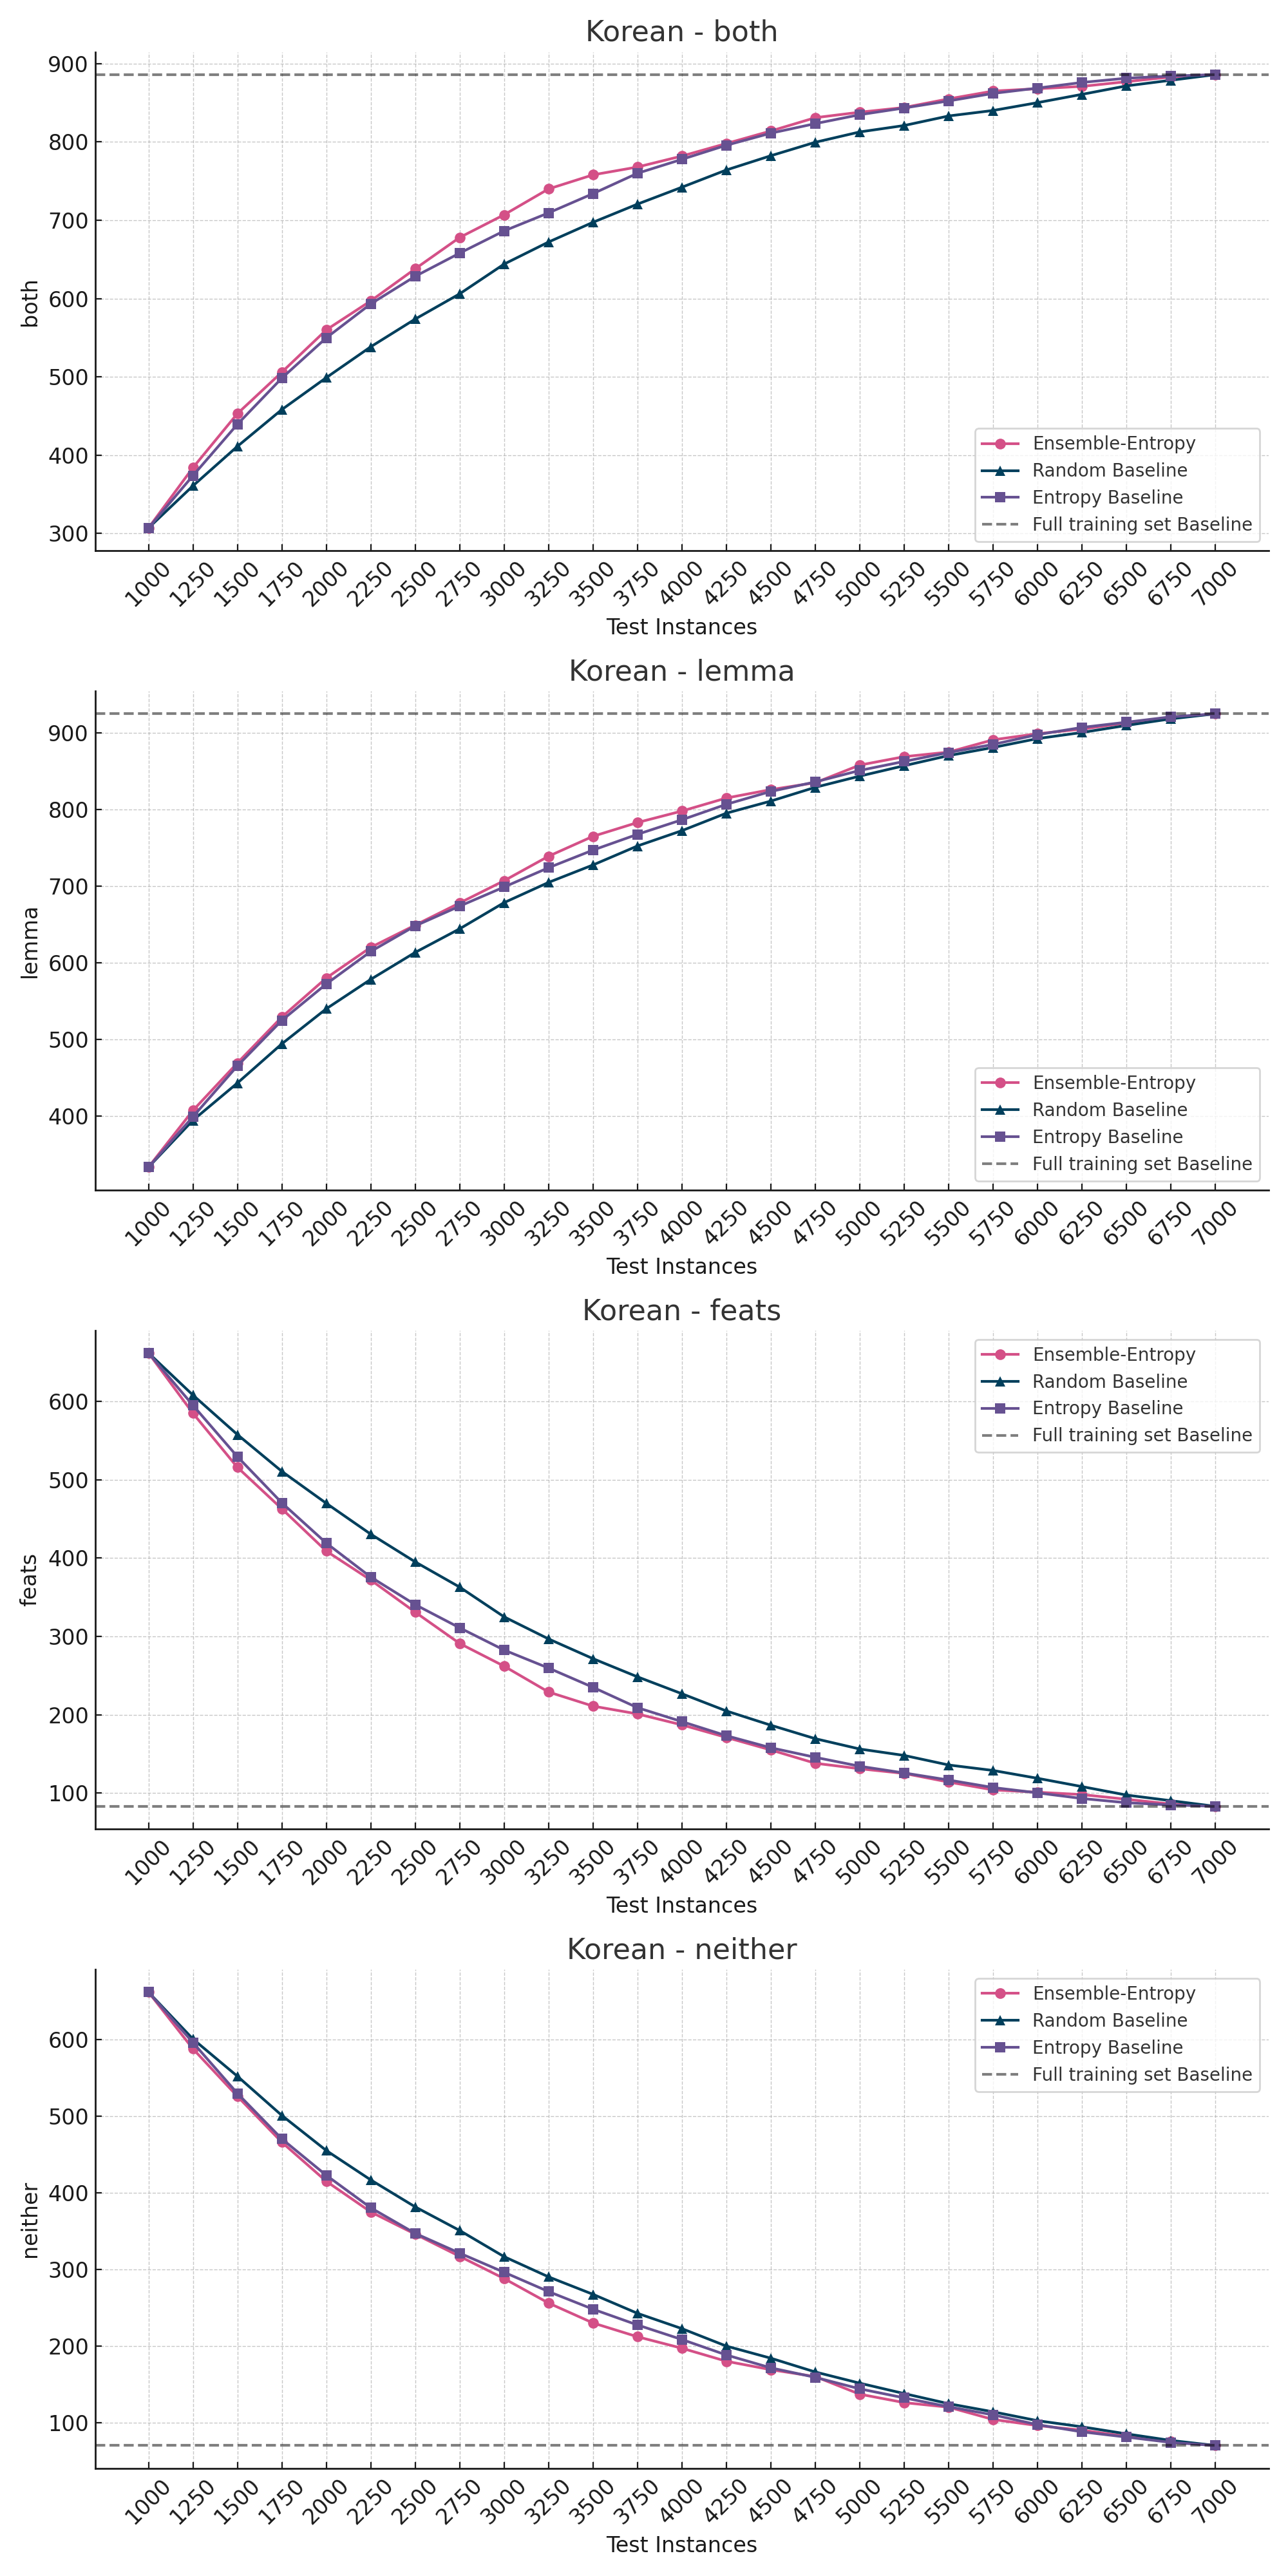 Korean - both
900
800
700
600
500
400
300
both
Ensemble-Entropy
Random Baseline
Entropy Baseline
Full training set Baseline
1000 1250 1500 1750 2000 2250 2500 2750 3000 3250 3500 3750 4000 4250 4500 4750 5000 5250 5500 5750 6000 6250 6500 6750 7000
Test Instances
Korean - lemma
900
800
700
600
500
400
lemma
Ensemble-Entropy
Random Baseline
Entropy Baseline
Full training set Baseline
1000 1250 1500 1750 2000 2250 2500 2750 3000 3250 3500 3750 4000 4250 4500 4750 5000 5250 5500 5750 6000 6250 6500 6750 7000
Test Instances
Korean - feats
600
500
400
300
200
100
feats
Ensemble-Entropy
Random Baseline
Entropy Baseline
Full training set Baseline
1000 1250 1500 1750 2000 2250 2500 2750 3000 3250 3500 3750 4000 4250 4500 4750 5000 5250 5500 5750 6000 6250 6500 6750 7000
Test Instances
Korean - neither
600
500
400
300
200
100
neither
Ensemble-Entropy
Random Baseline
Entropy Baseline
Full training set Baseline
1000 1250 1500 1750 2000 2250 2500 2750 3000 3250 3500 3750 4000 4250 4500 4750 5000 5250 5500 5750 6000 6250 6500 6750 7000
Test Instances